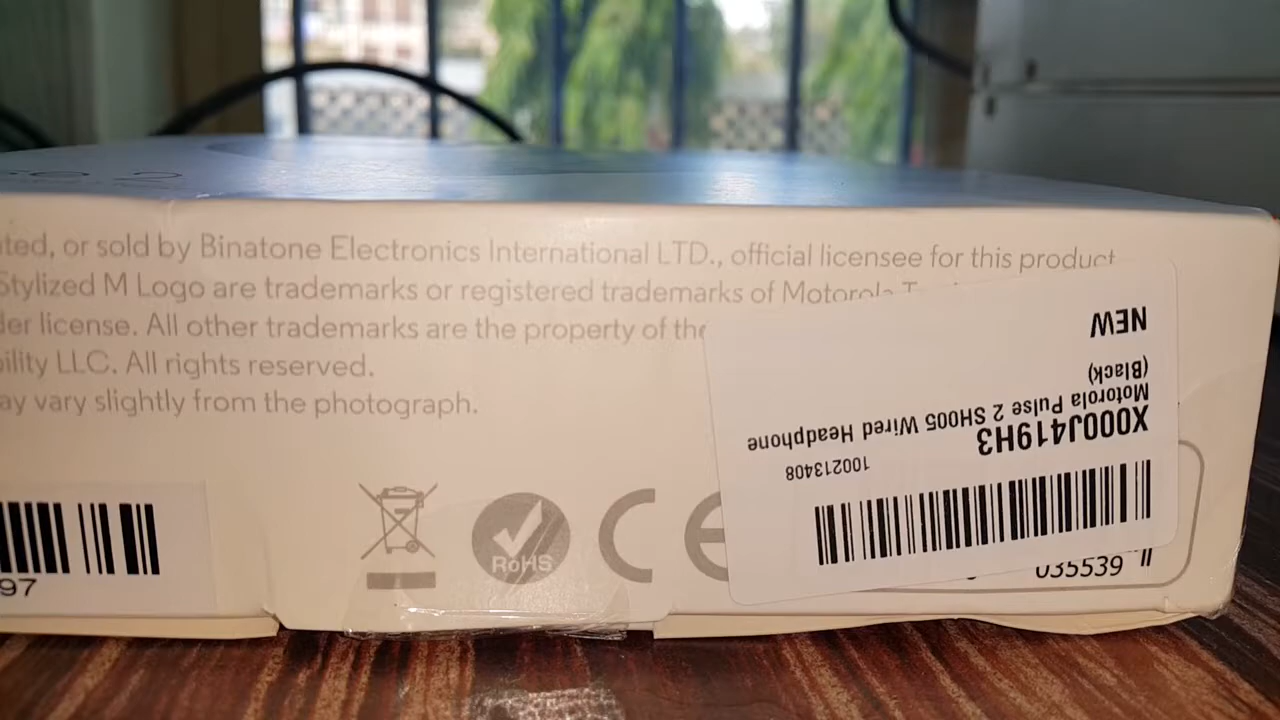 ted, or sold by Binatone Electronics International LTD., official licensee for this product
Stylized M Logo are trademarks or registered trademarks of Motorola
der license. All other trademarks are the property of the
bility LLC. All rights reserved.
ay vary slightly from the photograph.
97
RoHS
CE
035539
X000J419H3
100213408
Motorola Pulse 2 SH005 Wired Headphone
(Black)
NEW